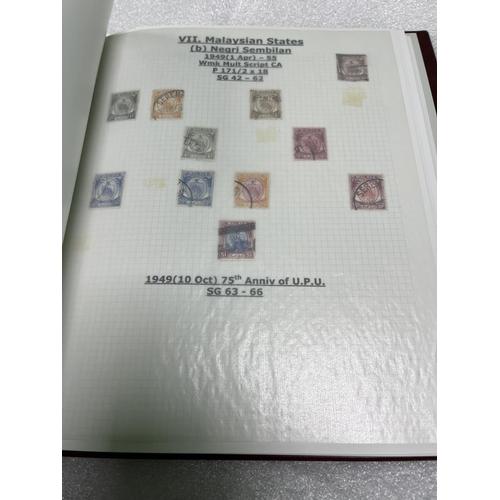 VII. Malaysian States
(b) Negri Sembilan
1949(1 Apr) – 55
Wmk Mult Script CA
P 171/2 x 18
SG 42 – 62
1949(10 Oct) 75th Anniv of U.P.U.
SG 63 - 66